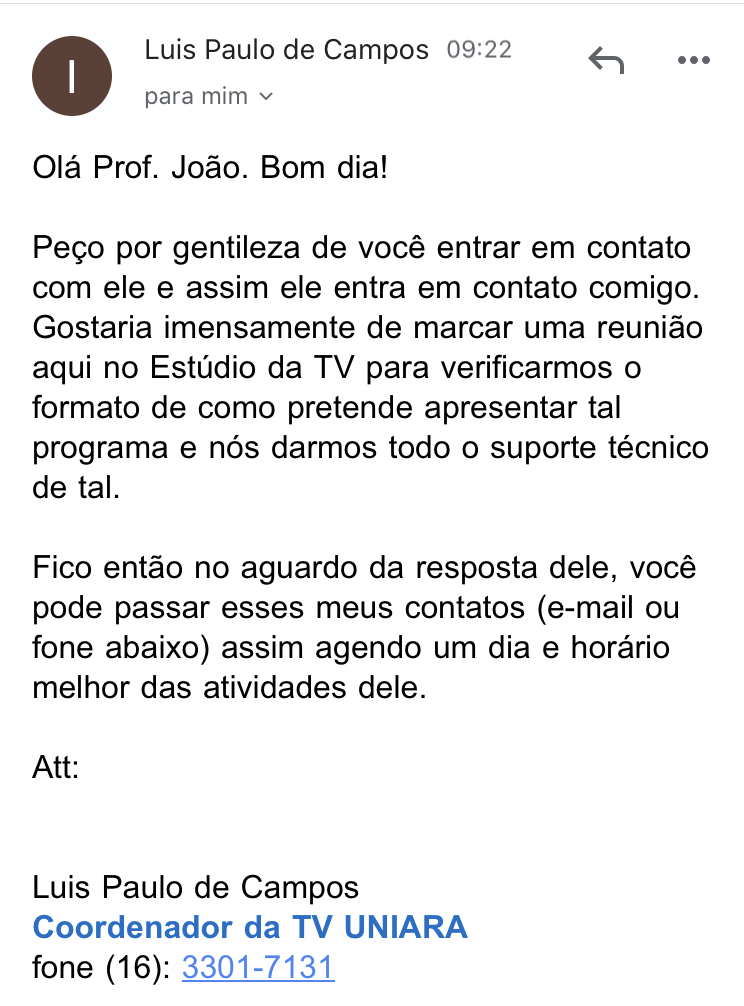 I
Luis Paulo de Campos 09:22
para mim
Olá Prof. João. Bom dia!
Peço por gentileza de você entrar em contato
com ele e assim ele entra em contato comigo.
Gostaria imensamente de marcar uma reunião
aqui no Estúdio da TV para verificarmos o
formato de como pretende apresentar tal
programa e nós darmos todo o suporte técnico
de tal.
Fico então no aguardo da resposta dele, você
pode passar esses meus contatos (e-mail ou
fone abaixo) assim agendo um dia e horário
melhor das atividades dele.
Att:
Luis Paulo de Campos
Coordenador da TV UNIARA
fone (16): 3301-7131